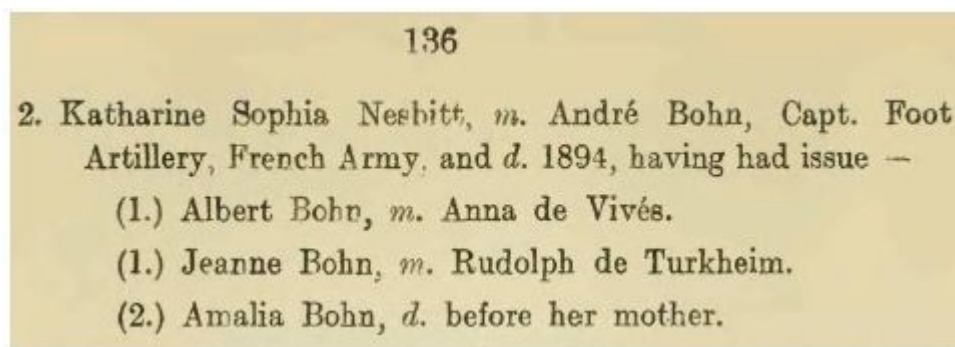 136
2. Katharine Sophia Nesbitt, m. André Bohn, Capt. Foot
Artillery, French Army, and d. 1894, having had issue —
(1.) Albert Bohn, m. Anna de Vivés.
(1.) Jeanne Bohn, m. Rudolph de Turkheim.
(2.) Amalia Bohn, d. before her mother.